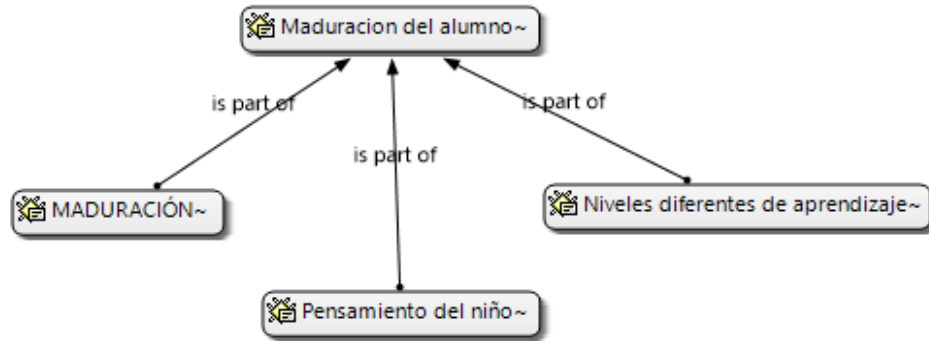 Maduracion del alumno~
is part of
is part of
is part of
MADURACIÓN~
Niveles diferentes de aprendizaje~
Pensamiento del niño~